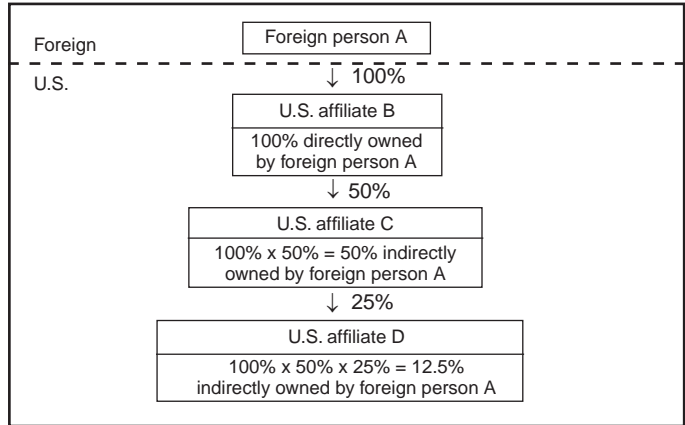 Foreign person A
Foreign
↓ 100%
U.S.
U.S. affiliate B
100% directly owned
by foreign person A
↓ 50%
U.S. affiliate C
100% x 50% = 50% indirectly
owned by foreign person A
↓ 25%
U.S. affiliate D
100% x 50% x 25% = 12.5%
indirectly owned by foreign person A